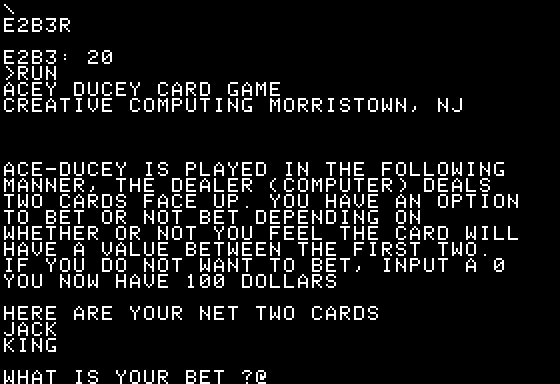 \
E2B3R
E2B3: 20
>RUN
ACEY DUCEY CARD GAME
CREATIVE COMPUTING MORRISTOWN, NJ
ACE-DUCEY IS PLAYED IN THE FOLLOWING
MANNER, THE DEALER (COMPUTER) DEALS
TWO CARDS FACE UP. YOU HAVE AN OPTION
TO BET OR NOT BET DEPENDING ON
WHETHER OR NOT YOU FEEL THE CARD WILL
HAVE A VALUE BETWEEN THE FIRST TWO.
IF YOU DO NOT WANT TO BET, INPUT A 0
YOU NOW HAVE 100 DOLLARS
HERE ARE YOUR NET TWO CARDS
JACK
KING
WHAT IS YOUR BET ?@